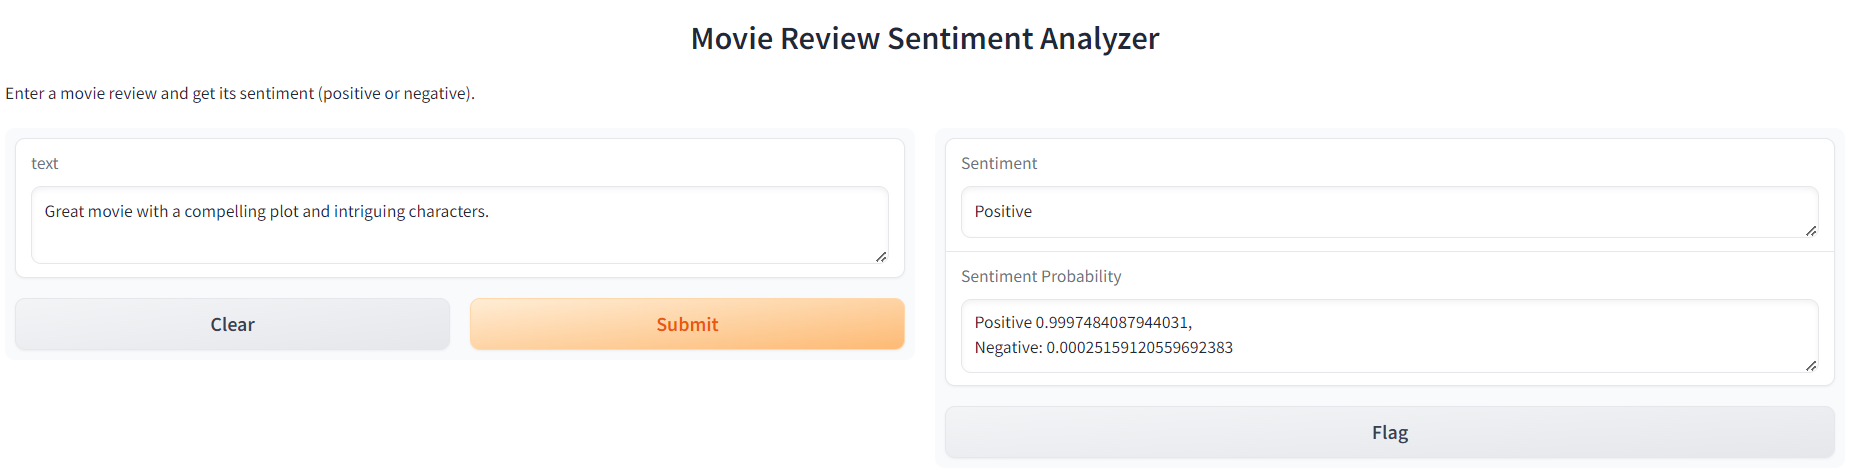 Movie Review Sentiment Analyzer
Enter a movie review and get its sentiment (positive or negative).
text
Great movie with a compelling plot and intriguing characters.
Clear
Submit
Sentiment
Positive
Sentiment Probability
Positive 0.9997484087944031,
Negative: 0.00025159120559692383
Flag